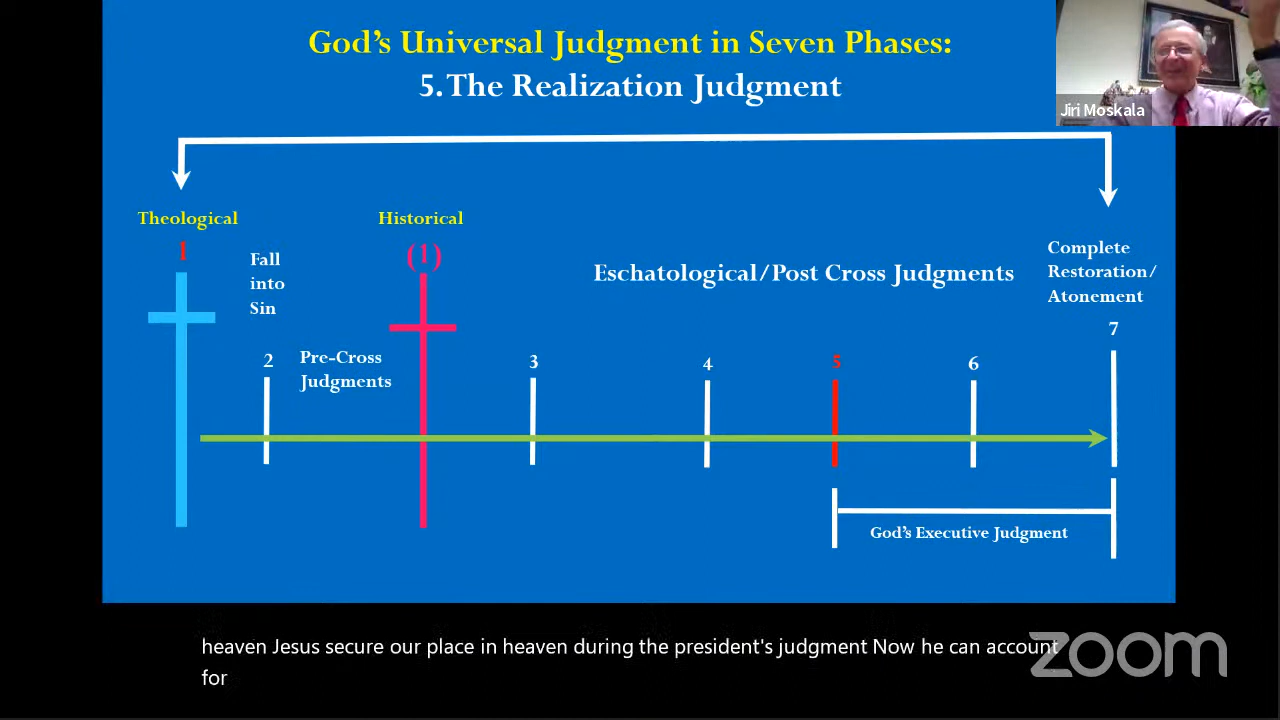 God's Universal Judgment in Seven Phases:
5. The Realization Judgment
Jiri Moskala
Theological
1
Fall
into
Sin
Historical
(1)
Eschatological/Post Cross Judgments
Complete
Restoration/
Atonement
7
2
Pre-Cross
Judgments
3
4
5
6
God's Executive Judgment
heaven Jesus secure our place in heaven during the president's judgment Now he can account
for
zoom